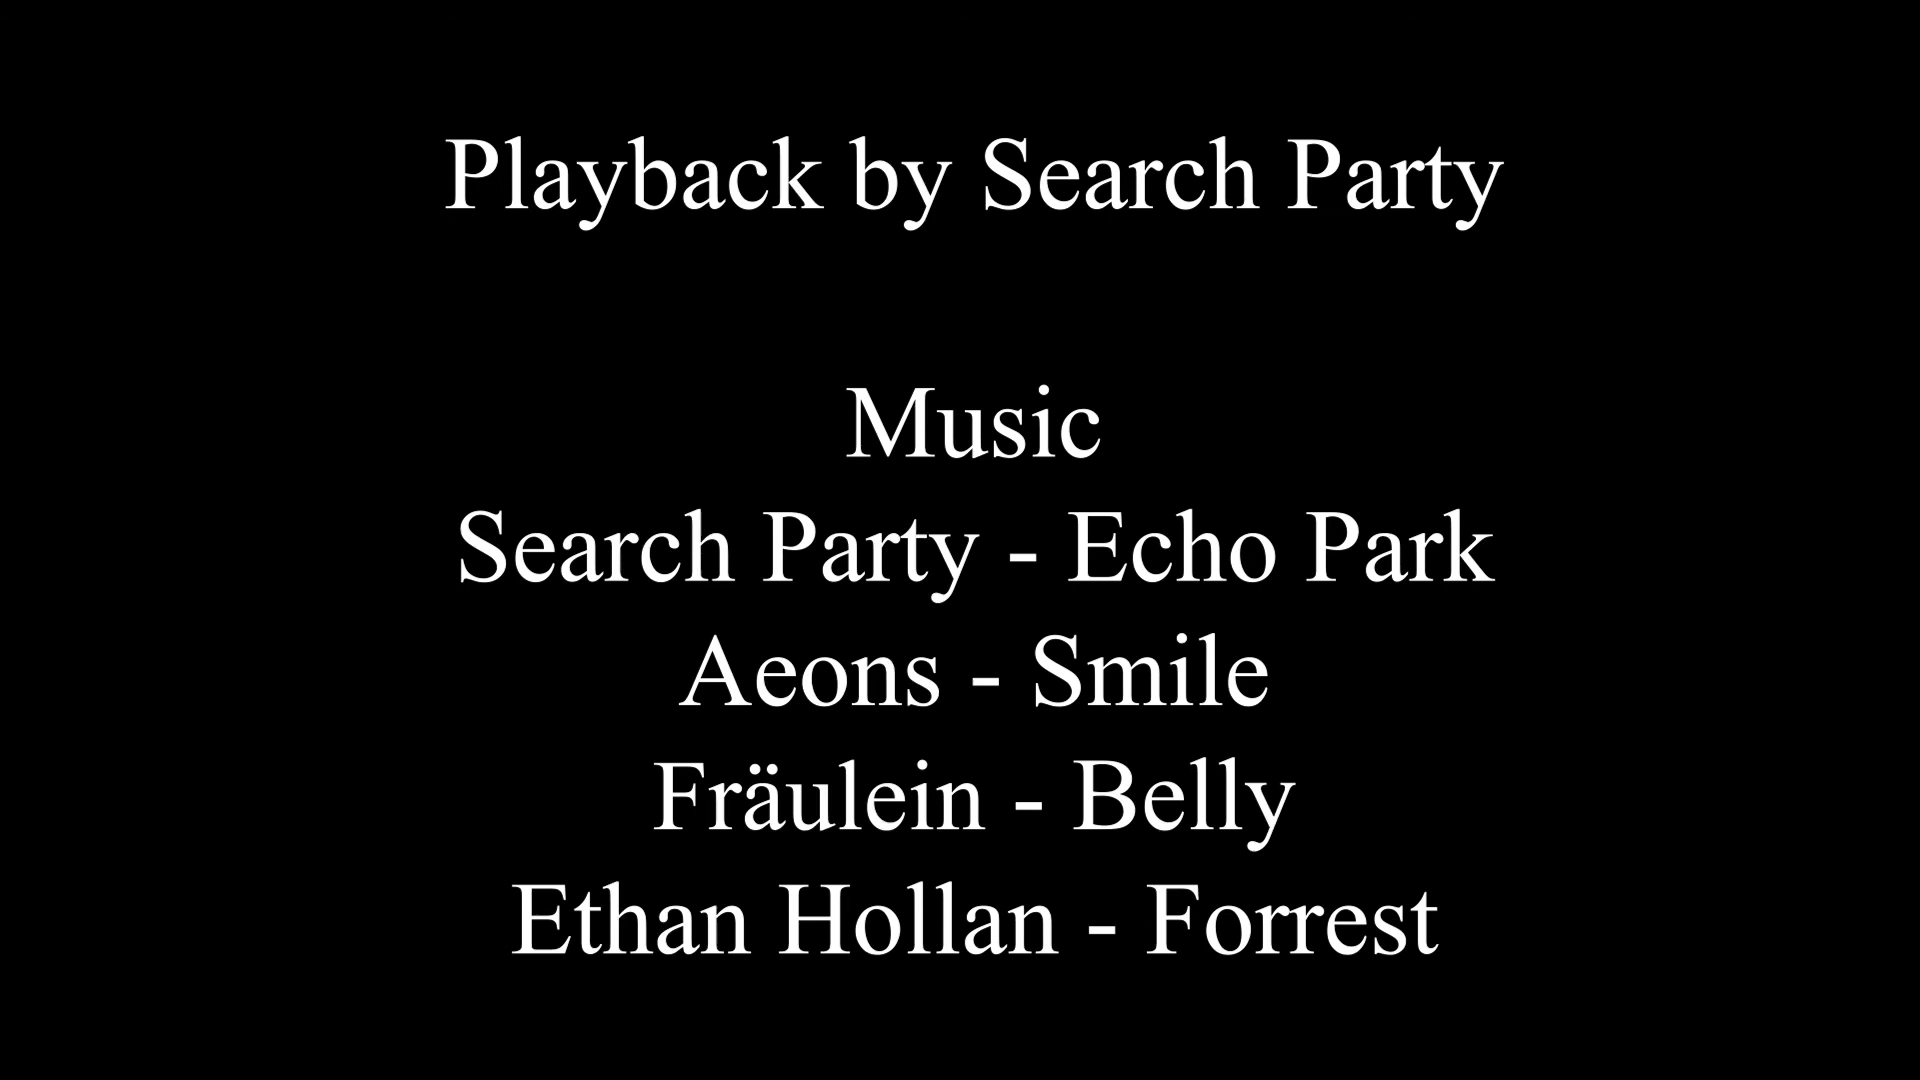 Playback by Search Party
Music
Search Party - Echo Park
Aeons - Smile
Fräulein - Belly
Ethan Hollan - Forrest